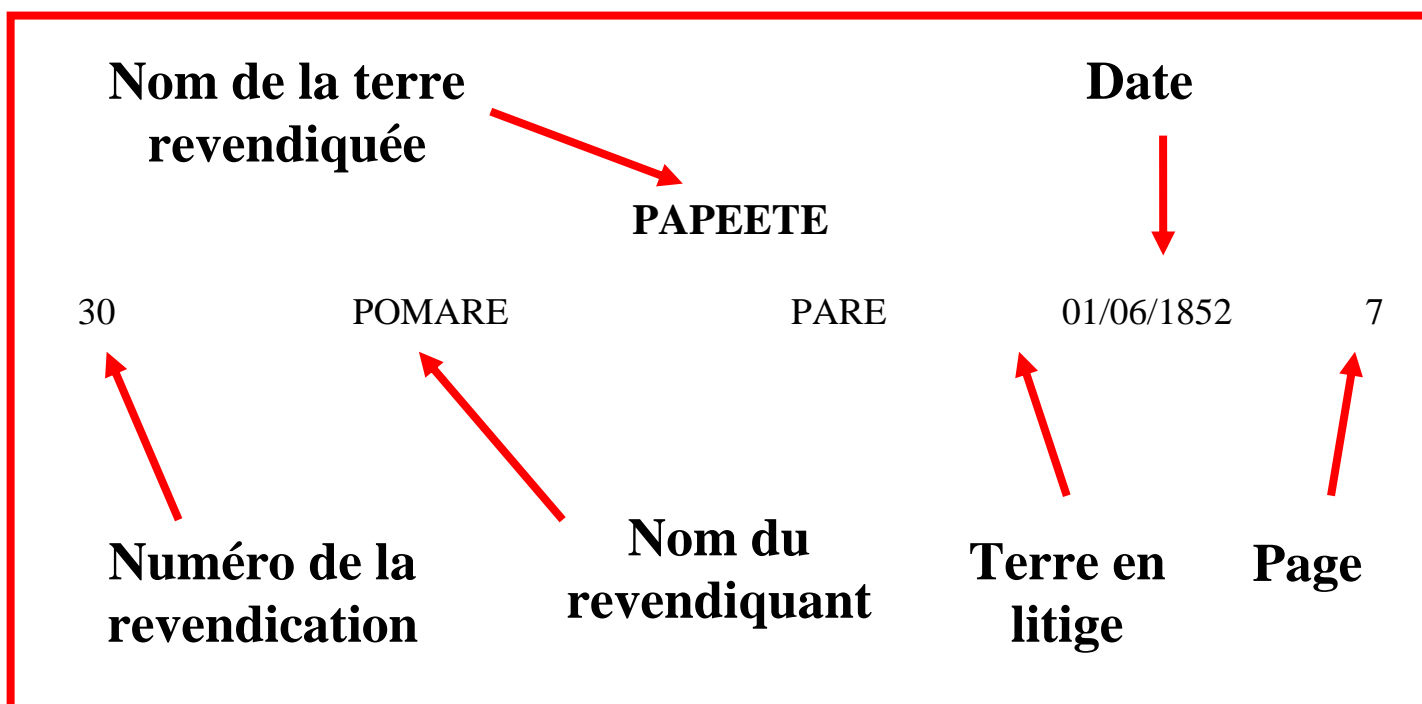 Nom de la terre
revendiquée
Date
PAPEETE
30 POMARE PARE 01/06/1852 7
Numéro de la
revendication
Nom du
revendiquant
Terre en
litige
Page